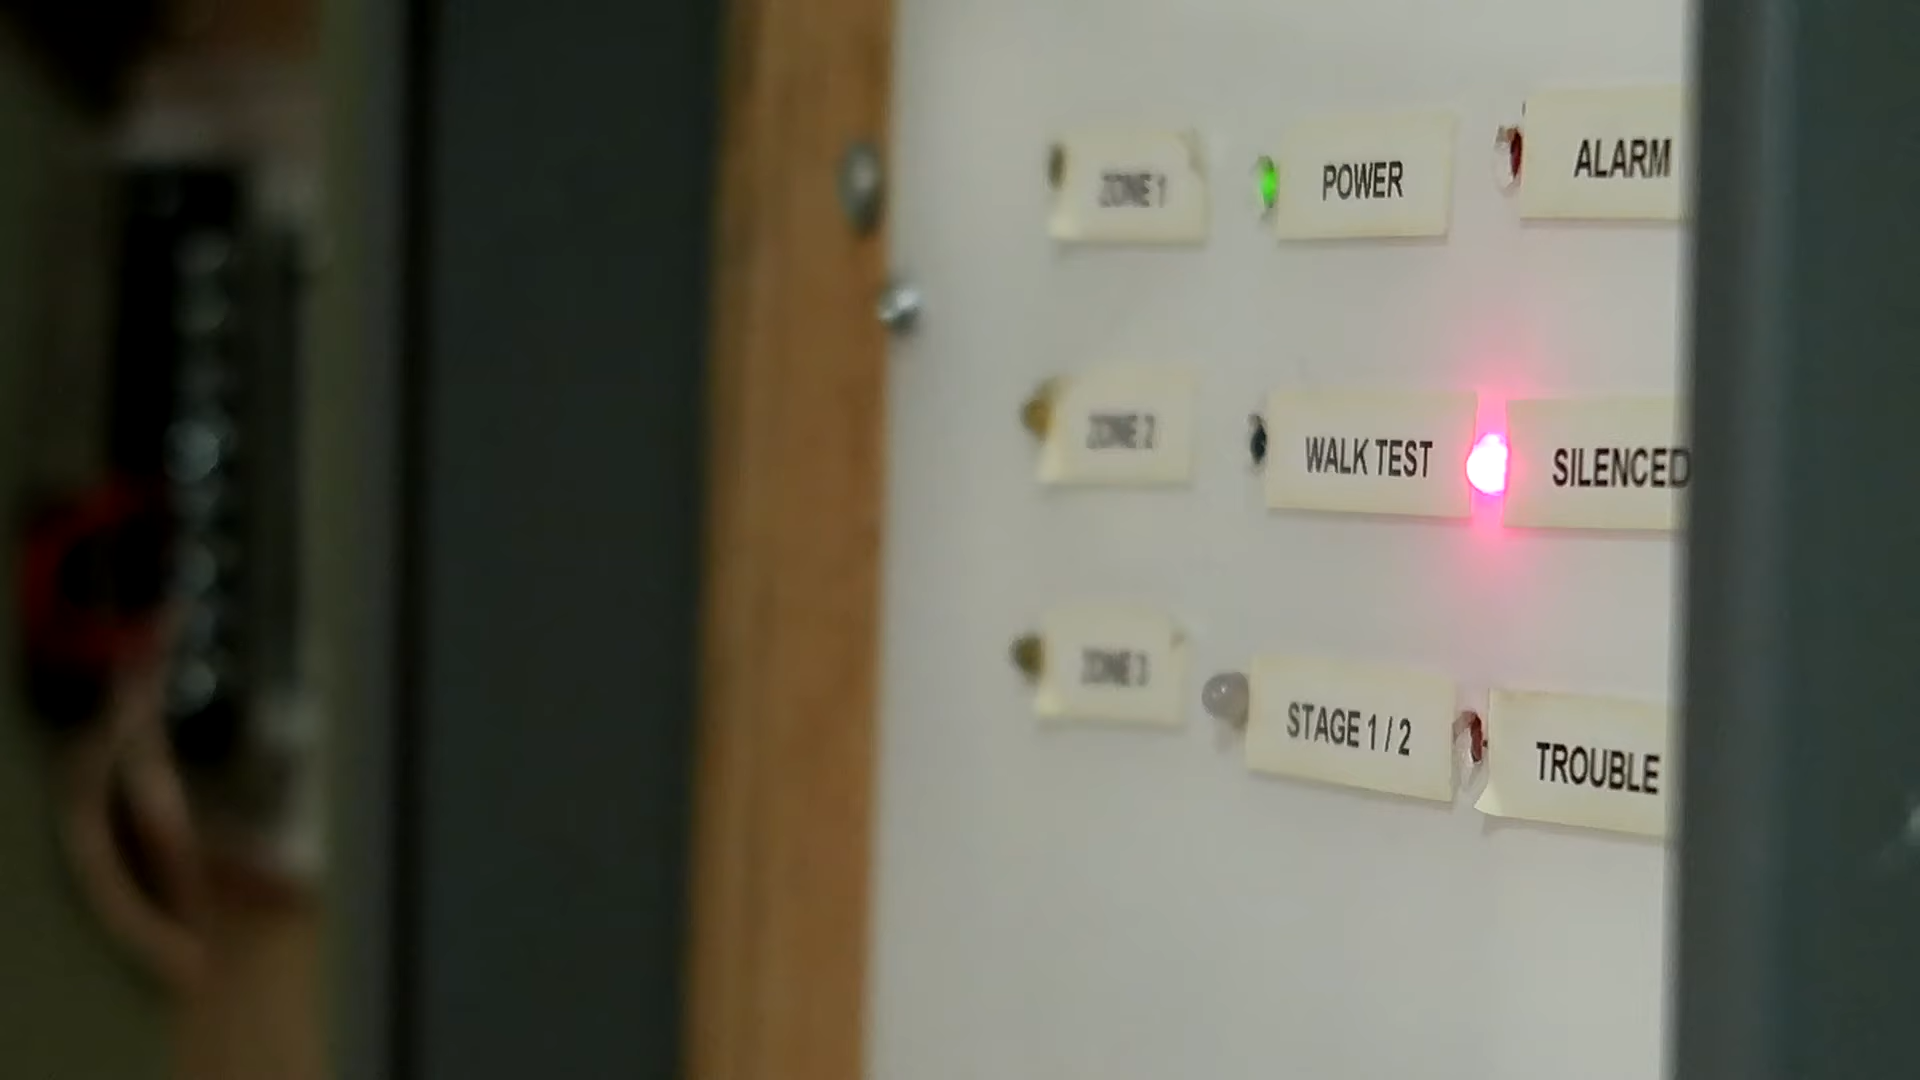 ZONE 1
POWER
ALARM
ZONE 2
WALK TEST
SILENCED
ZONE 3
STAGE 1 / 2
TROUBLE